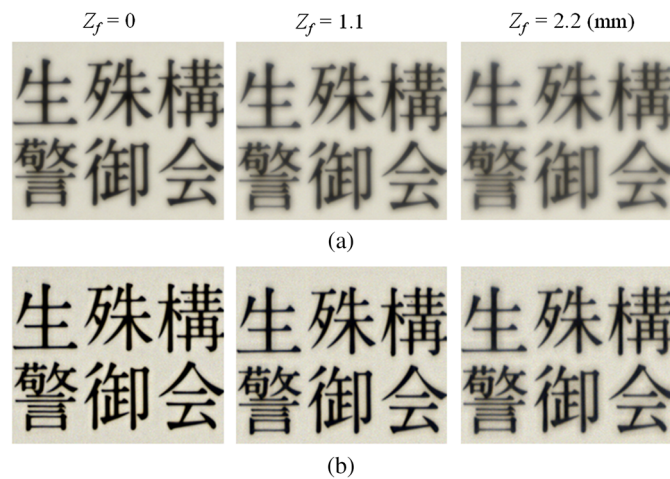 Z_f = 0 Z_f = 1.1 Z_f = 2.2 (mm)
生殊構 生殊構 生殊構
警御会 警御会 警御会
(a)
生殊構 生殊構 生殊構
警御会 警御会 警御会
(b)